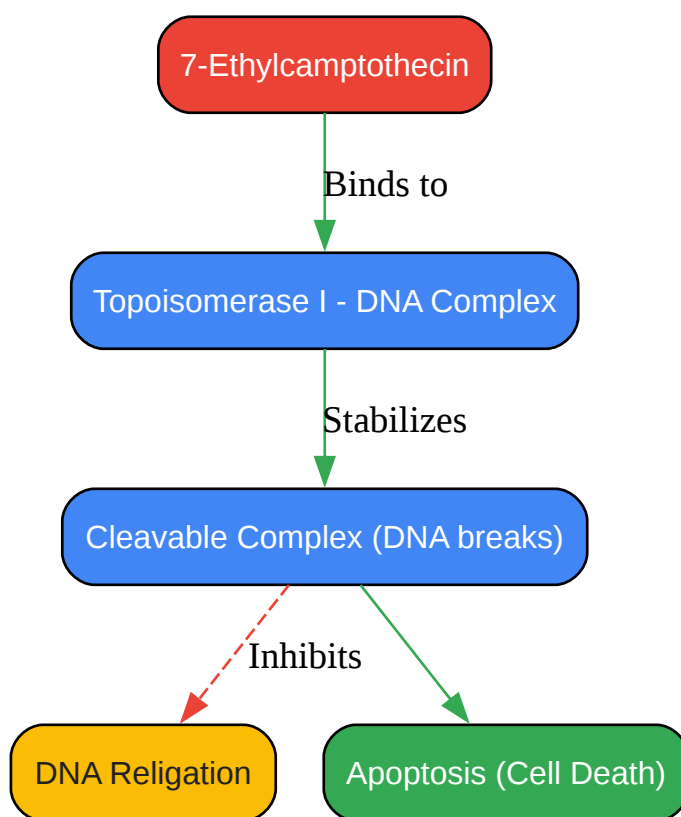 7-Ethylcamptothecin
Binds to
Topoisomerase I - DNA Complex
Stabilizes
Cleavable Complex (DNA breaks)
Inhibits
DNA Religation
Apoptosis (Cell Death)